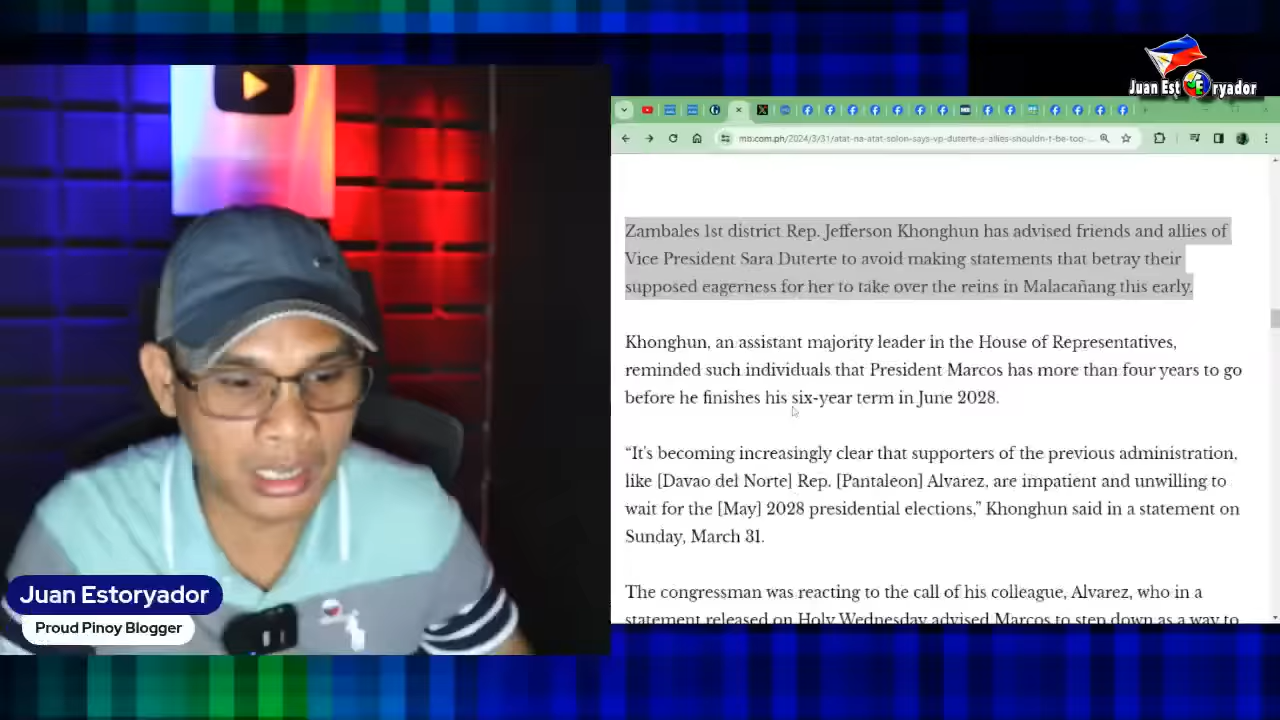 Juan Est ryador
mb.com.ph/2024/3/31/atat-na-atat-solon-says-vp-duterte-s-allies-shouldn-t-be-too-...
Zambales 1st district Rep. Jefferson Khonghun has advised friends and allies of
Vice President Sara Duterte to avoid making statements that betray their
supposed eagerness for her to take over the reins in Malacañang this early.
Khonghun, an assistant majority leader in the House of Representatives,
reminded such individuals that President Marcos has more than four years to go
before he finishes his six-year term in June 2028.
“It's becoming increasingly clear that supporters of the previous administration,
like [Davao del Norte] Rep. [Pantaleon] Alvarez, are impatient and unwilling to
wait for the [May] 2028 presidential elections,” Khonghun said in a statement on
Sunday, March 31.
The congressman was reacting to the call of his colleague, Alvarez, who in a
statement released on Holy Wednesday advised Marcos to step down as a way to
Juan Estoryador
Proud Pinoy Blogger